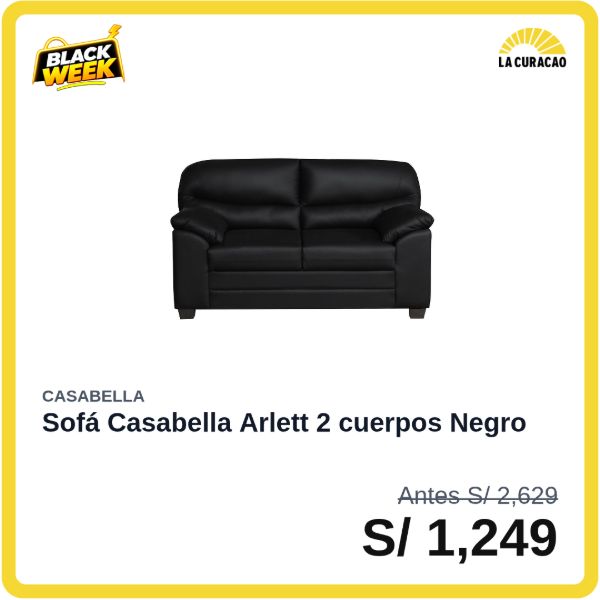 BLACK
WEEK
LA CURACAO
CASABELLA
Sofá Casabella Arlett 2 cuerpos Negro
Antes S/ 2,629
S/ 1,249